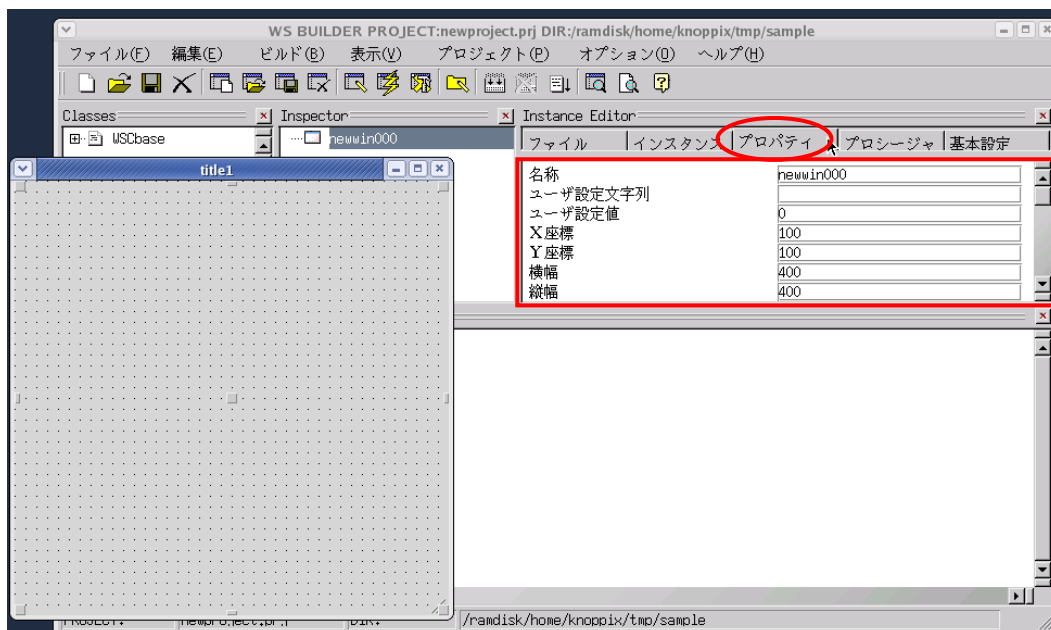 WS BUILDER PROJECT:newproject.prj DIR:/ramdisk/home/knoppix/tmp/sample
ファイル(F) 編集(E) ビルド(B) 表示(V) プロジェクト(P) オプション(O) ヘルプ(H)
Classes
Inspector
Instance Editor
WSCbase
newwin000
ファイル インスタンス プロパティ プロシージャ 基本設定
title1
名称 newwin000
ユーザ設定文字列
ユーザ設定値 0
X座標 100
Y座標 100
横幅 400
縦幅 400
PROJECT: newproject.prj DIR: /ramdisk/home/knoppix/tmp/sample